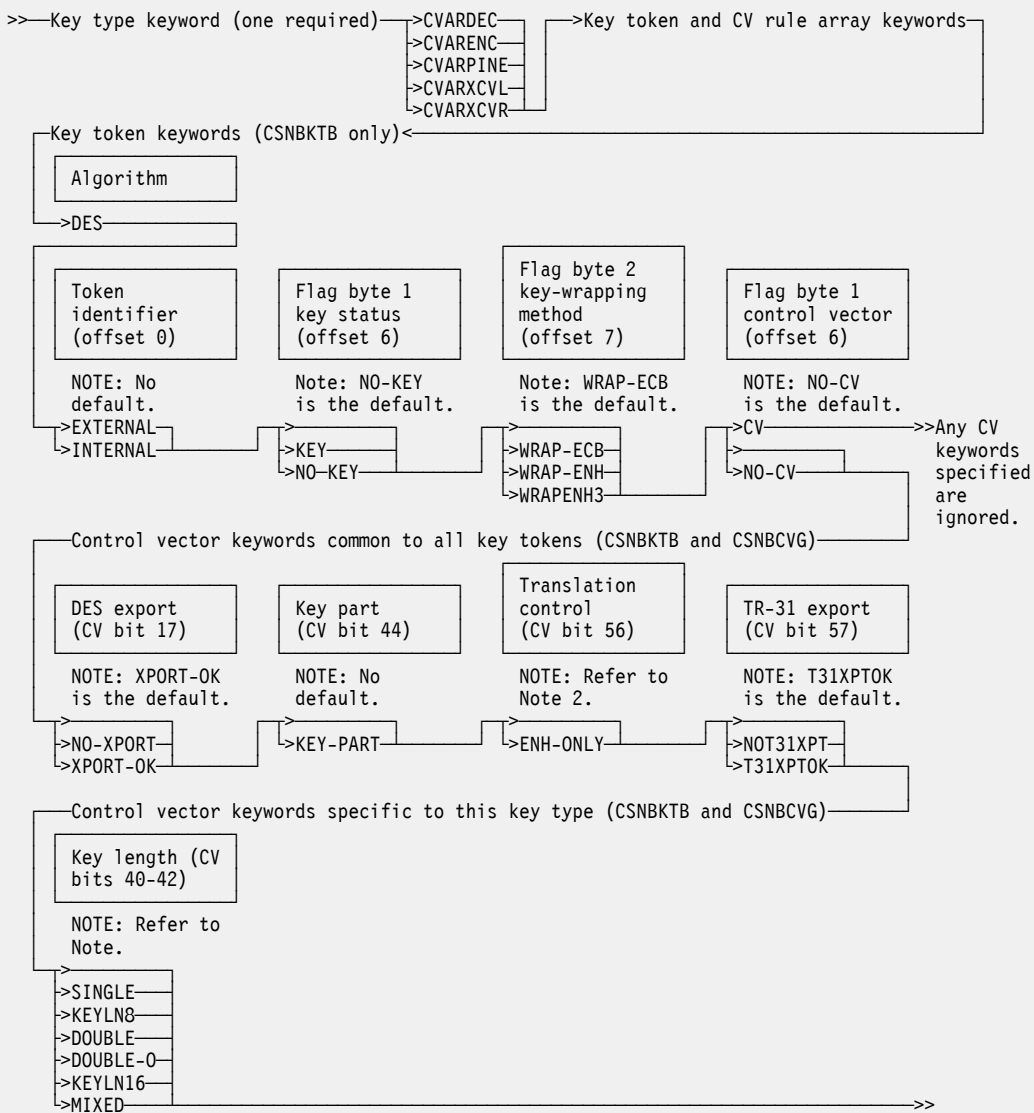 >>—Key type keyword (one required)—>CVARDEC—>Key token and CV rule array keywords
>CVARENC
>CVARPINE
>CVARXCVL
>CVARXCVR
Key token keywords (CSNBKTB only)<
Algorithm
>DES
Token identifier (offset 0)
Flag byte 1 key status (offset 6)
Flag byte 2 key-wrapping method (offset 7)
Flag byte 1 control vector (offset 6)
NOTE: No default.
Note: NO-KEY is the default.
Note: WRAP-ECB is the default.
NOTE: NO-CV is the default.
>EXTERNAL
>INTERNAL
>
>KEY
>NO-KEY
>
>WRAP-ECB
>WRAP-ENH
>WRAPENH3
>CV—>>Any CV keywords specified are ignored.
>
>NO-CV
Control vector keywords common to all key tokens (CSNBKTB and CSNBCVG)
DES export (CV bit 17)
Key part (CV bit 44)
Translation control (CV bit 56)
TR-31 export (CV bit 57)
NOTE: XPORT-OK is the default.
NOTE: No default.
NOTE: Refer to Note 2.
NOTE: T31XPTOK is the default.
>
>NO-XPORT
>XPORT-OK
>
>KEY-PART
>
>ENH-ONLY
>
>NOT31XPT
>T31XPTOK
Control vector keywords specific to this key type (CSNBKTB and CSNBCVG)
Key length (CV bits 40-42)
NOTE: Refer to Note.
>
>SINGLE
>KEYLN8
>DOUBLE
>DOUBLE-O
>KEYLN16
>MIXED—>>